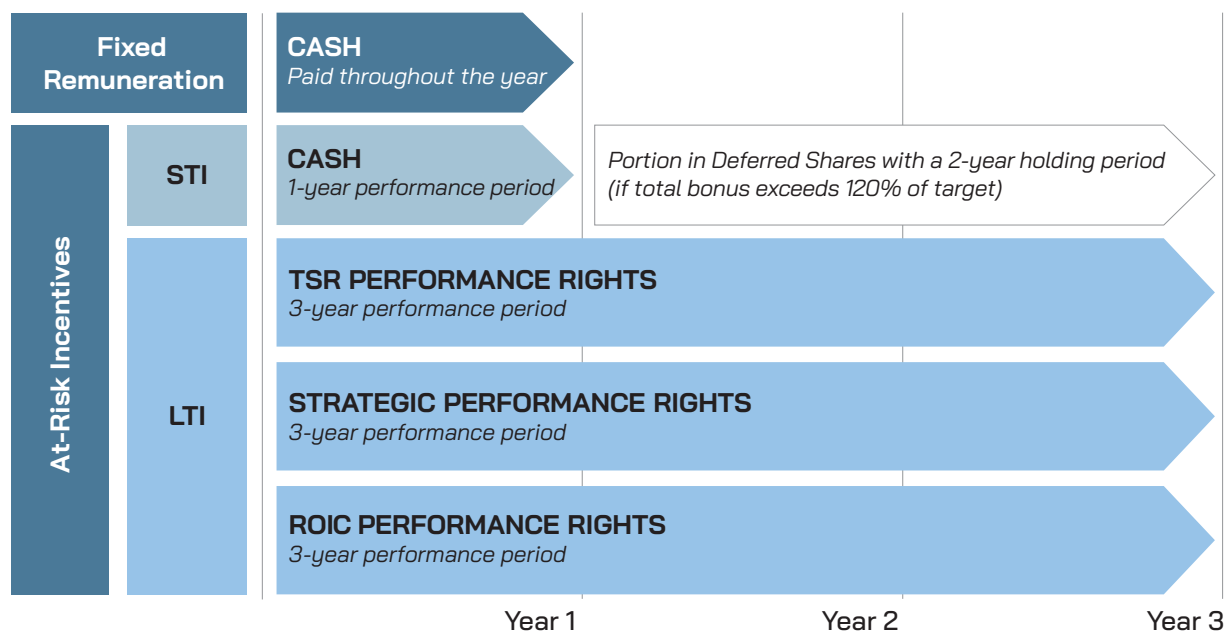 Fixed
Remuneration
CASH
Paid throughout the year
At-Risk Incentives
STI
CASH
1-year performance period
Portion in Deferred Shares with a 2-year holding period
(if total bonus exceeds 120% of target)
LTI
TSR PERFORMANCE RIGHTS
3-year performance period
STRATEGIC PERFORMANCE RIGHTS
3-year performance period
ROIC PERFORMANCE RIGHTS
3-year performance period
Year 1
Year 2
Year 3